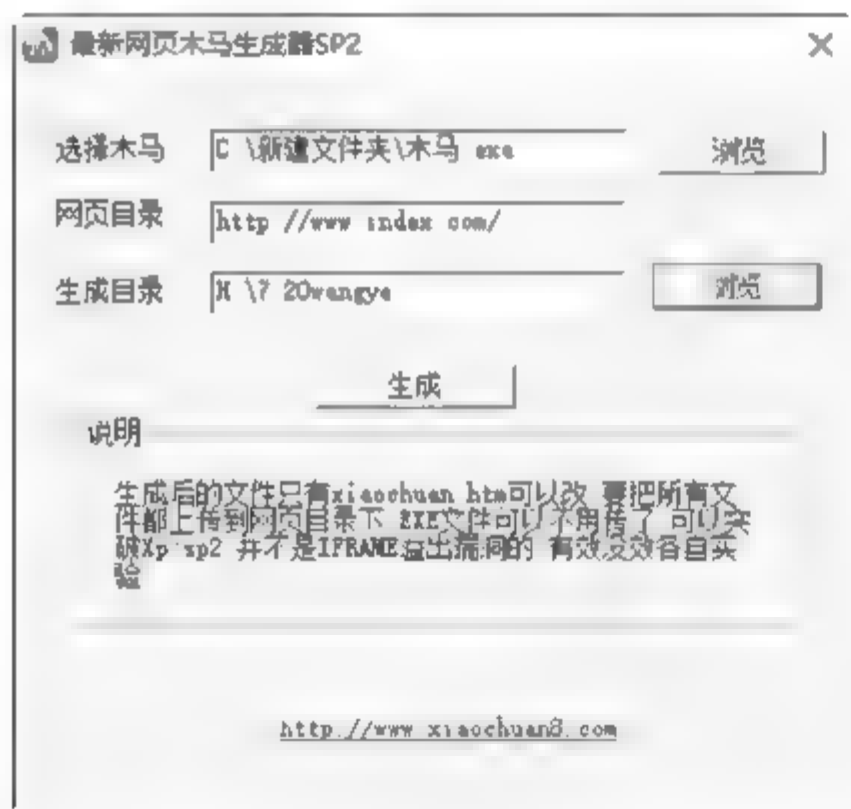 最新网页木马生成器SP2
选择木马 C \新建文件夹\木马 exe 浏览
网页目录 http //www index com/
生成目录 H \7 20wangye 浏览
生成
说明
生成后的文件只有xiaochuan htm可以改 要把所有文
件都上传到网页目录下 EXE文件可以不用传了 可以突
破Xp sp2 并才是IFRAME溢出漏洞的 有效没效各自实
验
http://www xiaochuan8.com